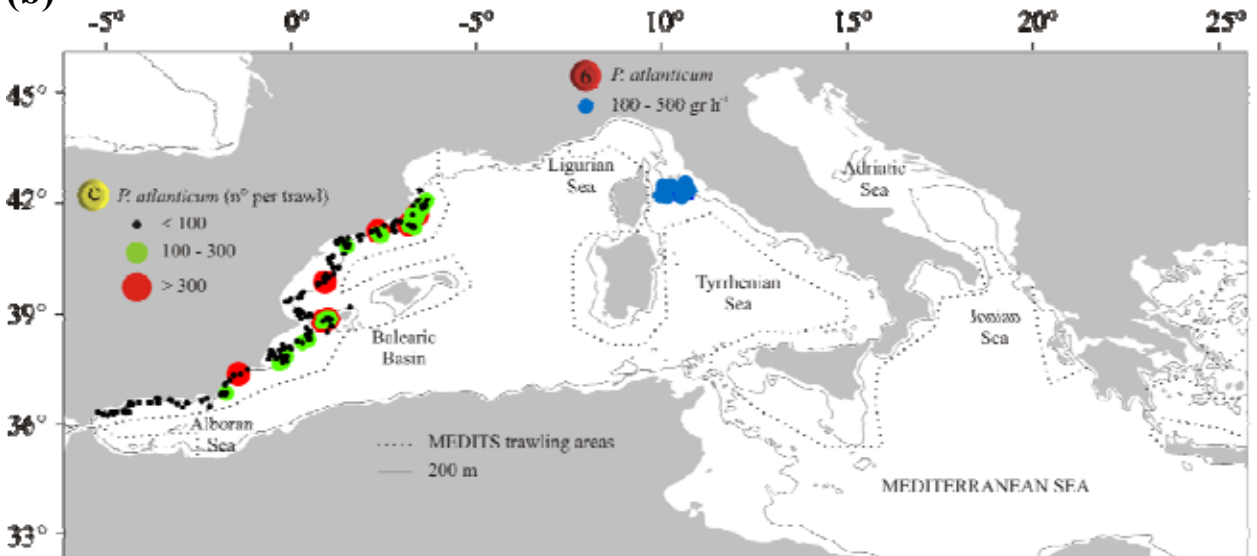 (b)
-5° 0° -5° 10° 15° 20° 25°
45°
42°
39°
36°
33°
6 P. atlanticum
100 - 500 gr h⁻¹
C P. atlanticum (nº per trawl)
< 100
100 - 300
> 300
Ligurian
Sea
Adriatic
Sea
Tyrrhenian
Sea
Ionian
Sea
Balearic
Basin
Alboran
Sea
MEDITS trawling areas
200 m
MEDITERRANEAN SEA